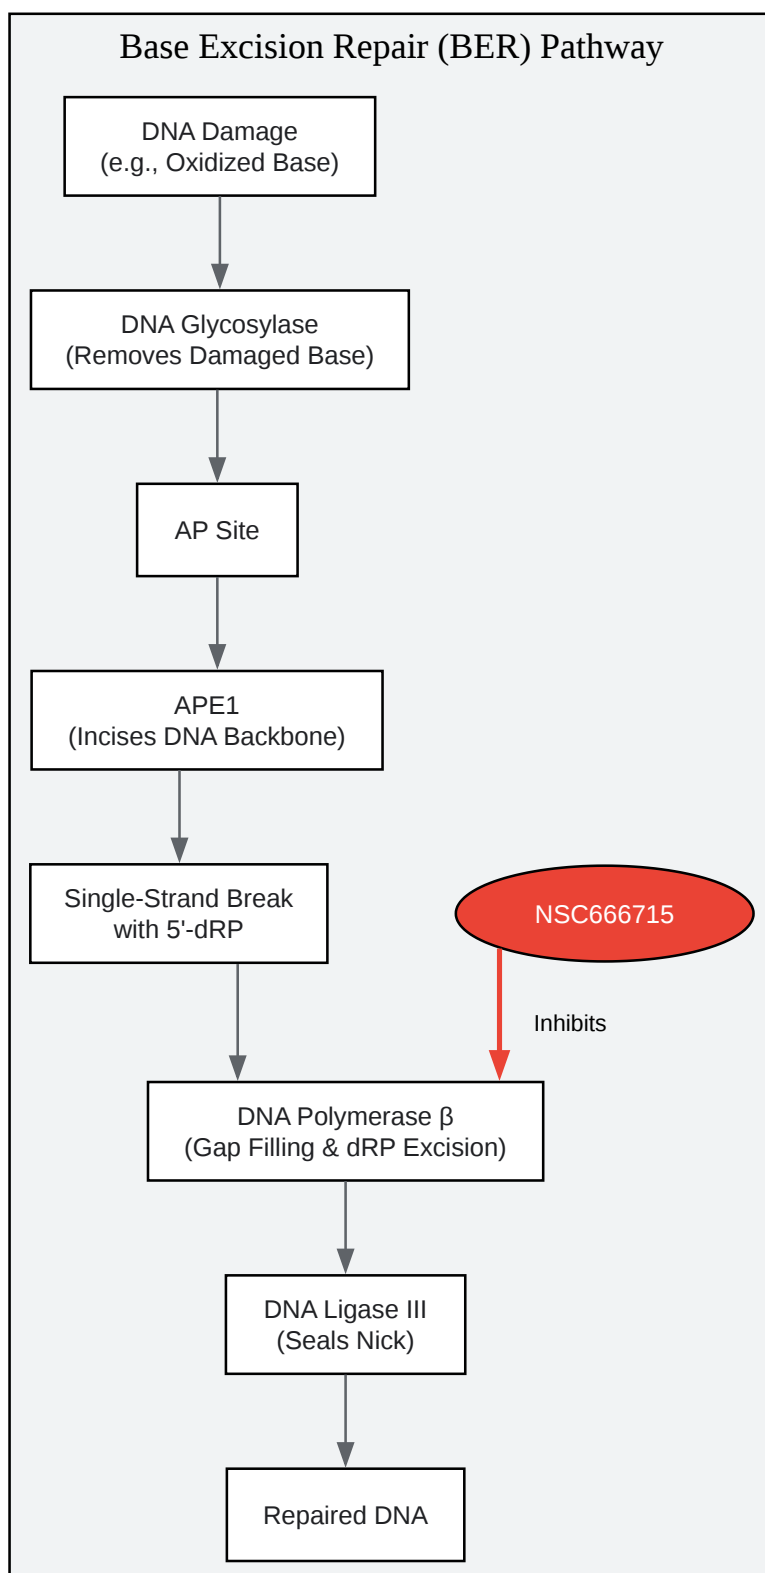 Base Excision Repair (BER) Pathway
DNA Damage
(e.g., Oxidized Base)
DNA Glycosylase
(Removes Damaged Base)
AP Site
APE1
(Incises DNA Backbone)
Single-Strand Break
with 5'-dRP
NSC666715
Inhibits
DNA Polymerase β
(Gap Filling & dRP Excision)
DNA Ligase III
(Seals Nick)
Repaired DNA